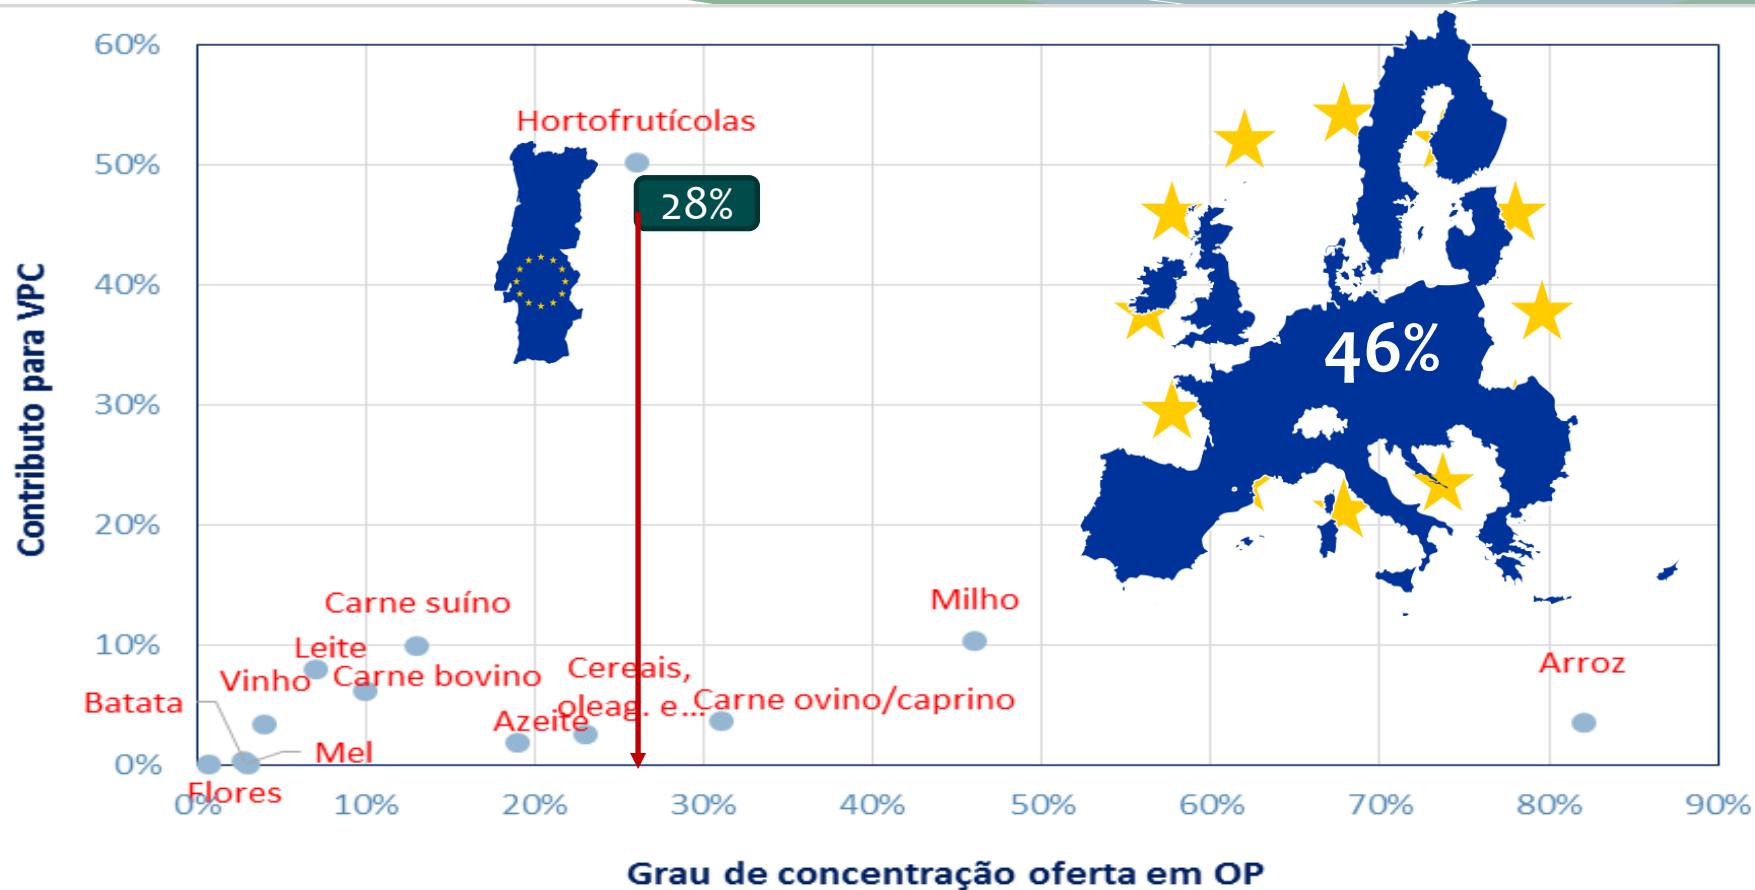 60%
Hortofrutícolas
50%
28%
40%
46%
Contributo para VPC
30%
20%
Carne suíno
Milho
10%
Leite
Cereais,
Arroz
Vinho
Carne bovino
Batata
oleag. e...
Carne ovino/caprino
Azeite
Mel
0%
Flores
0%
10%
20%
30%
40%
50%
60%
70%
80%
90%
Grau de concentração oferta em OP